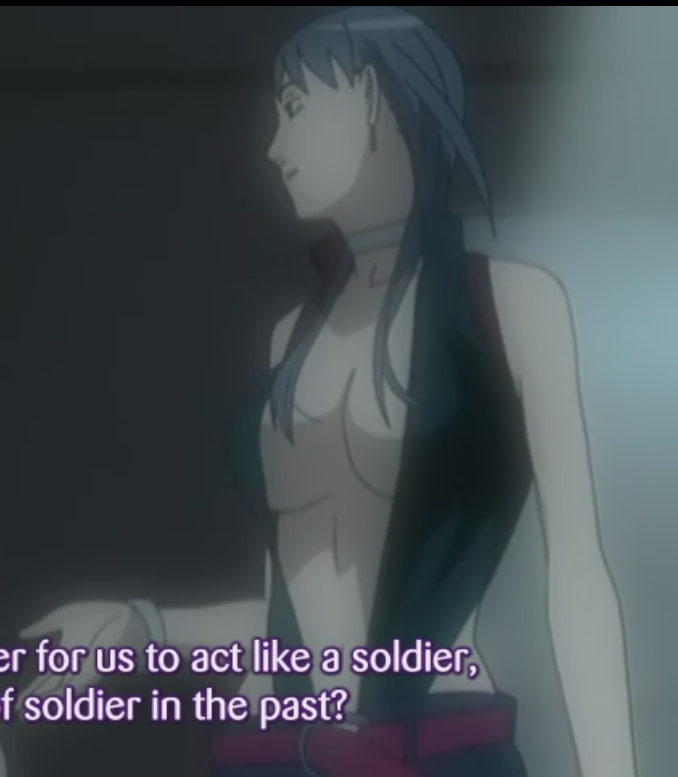 er for us to act like a soldier,
f soldier in the past?